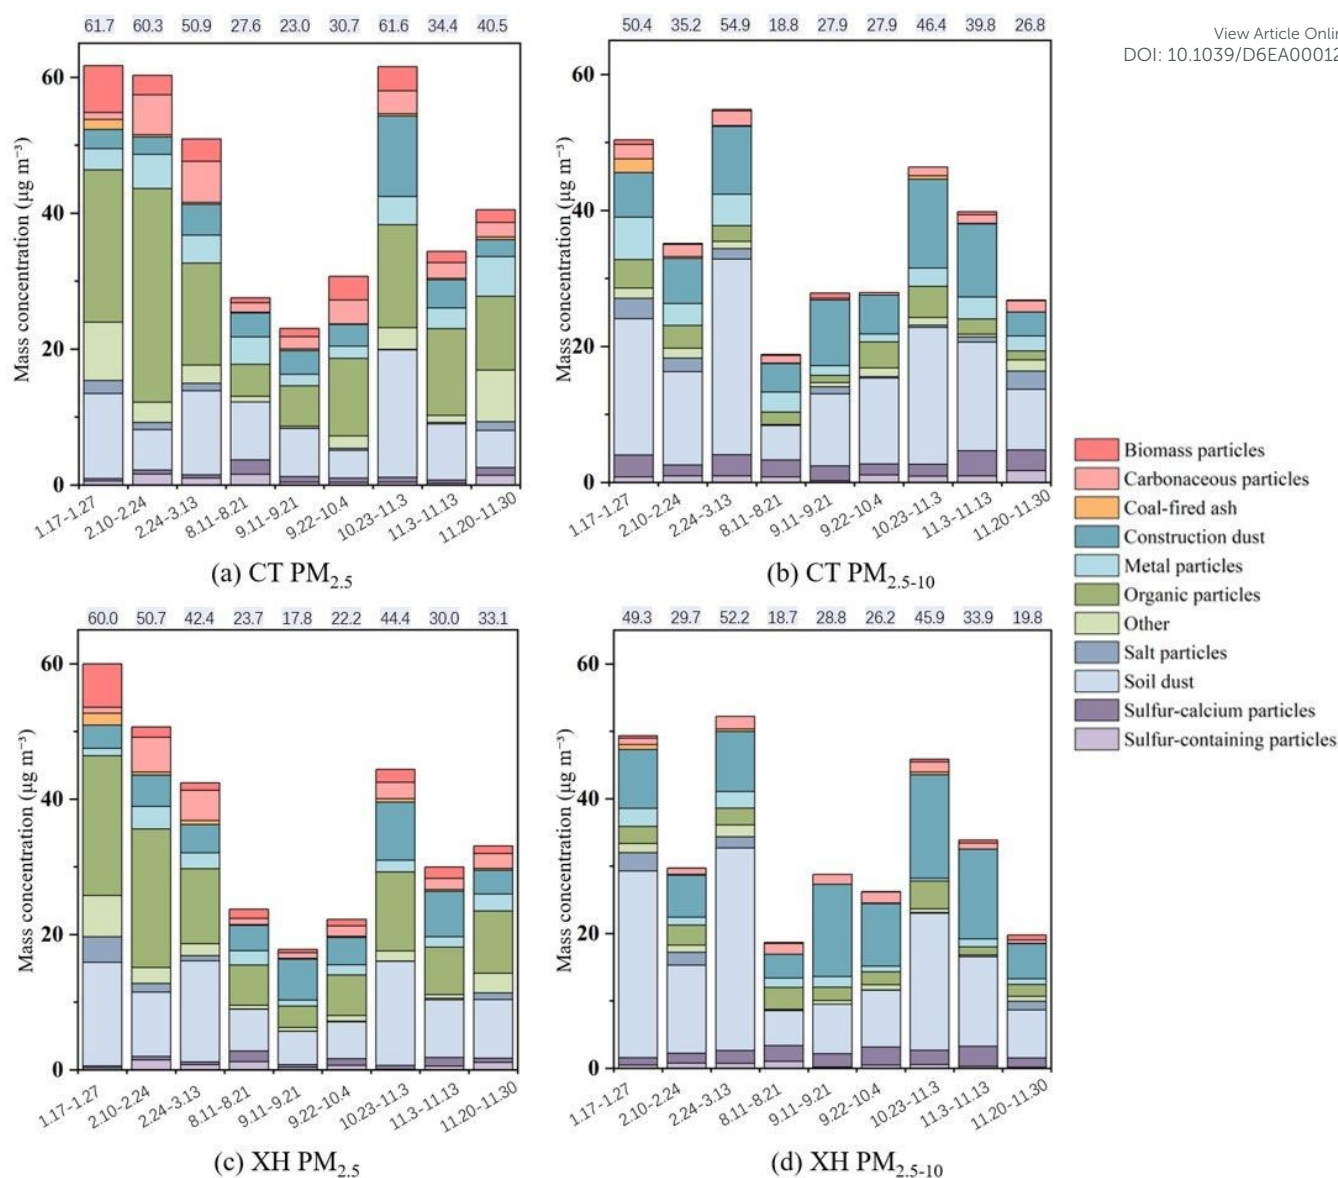 View Article Onlin
DOI: 10.1039/D6EA00012
61.7 60.3 50.9 27.6 23.0 30.7 61.6 34.4 40.5
Mass concentration (μg m⁻³)
60
40
20
0
1.17-1.27 2.10-2.24 2.24-3.13 8.11-8.21 9.11-9.21 9.22-10.4 10.23-11.3 11.3-11.13 11.20-11.30
(a) CT PM2.5
50.4 35.2 54.9 18.8 27.9 27.9 46.4 39.8 26.8
Mass concentration (μg m⁻³)
60
40
20
0
1.17-1.27 2.10-2.24 2.24-3.13 8.11-8.21 9.11-9.21 9.22-10.4 10.23-11.3 11.3-11.13 11.20-11.30
(b) CT PM2.5-10
Biomass particles
Carbonaceous particles
Coal-fired ash
Construction dust
Metal particles
Organic particles
Other
Salt particles
Soil dust
Sulfur-calcium particles
Sulfur-containing particles
60.0 50.7 42.4 23.7 17.8 22.2 44.4 30.0 33.1
Mass concentration (μg m⁻³)
60
40
20
0
1.17-1.27 2.10-2.24 2.24-3.13 8.11-8.21 9.11-9.21 9.22-10.4 10.23-11.3 11.3-11.13 11.20-11.30
(c) XH PM2.5
49.3 29.7 52.2 18.7 28.8 26.2 45.9 33.9 19.8
Mass concentration (μg m⁻³)
60
40
20
0
1.17-1.27 2.10-2.24 2.24-3.13 8.11-8.21 9.11-9.21 9.22-10.4 10.23-11.3 11.3-11.13 11.20-11.30
(d) XH PM2.5-10